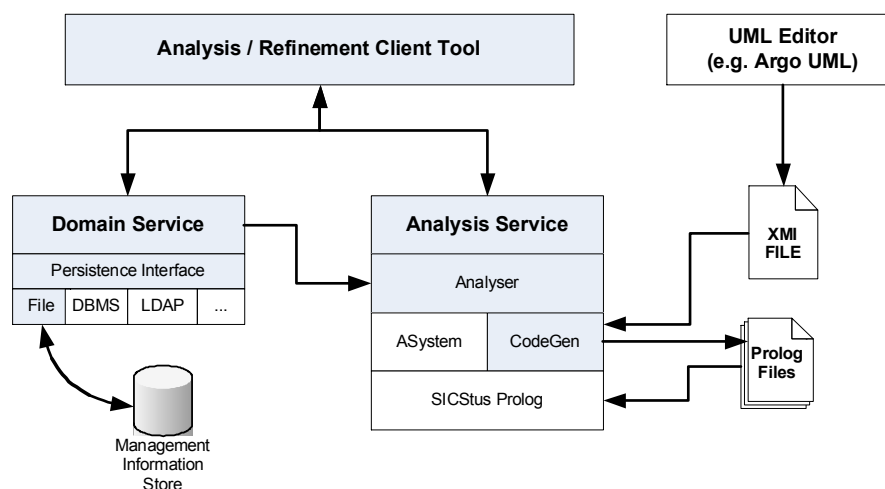 Analysis / Refinement Client Tool
UML Editor
(e.g. Argo UML)
Domain Service
Persistence Interface
File
DBMS
LDAP
...
Analysis Service
Analyser
ASystem
CodeGen
SICStus Prolog
XMI
FILE
Prolog
Files
Management
Information
Store